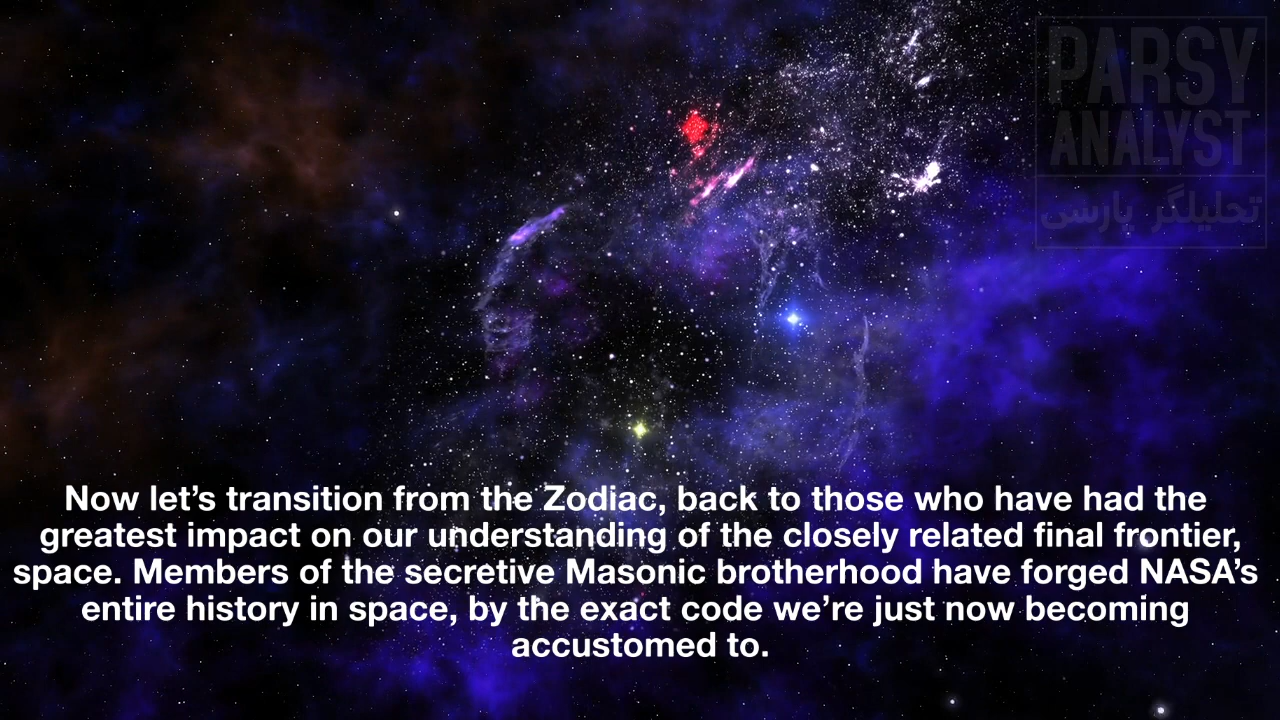 PARSY
ANALYST
تحلیلگر پارسی
Now let’s transition from the Zodiac, back to those who have had the
greatest impact on our understanding of the closely related final frontier,
space. Members of the secretive Masonic brotherhood have forged NASA’s
entire history in space, by the exact code we’re just now becoming
accustomed to.